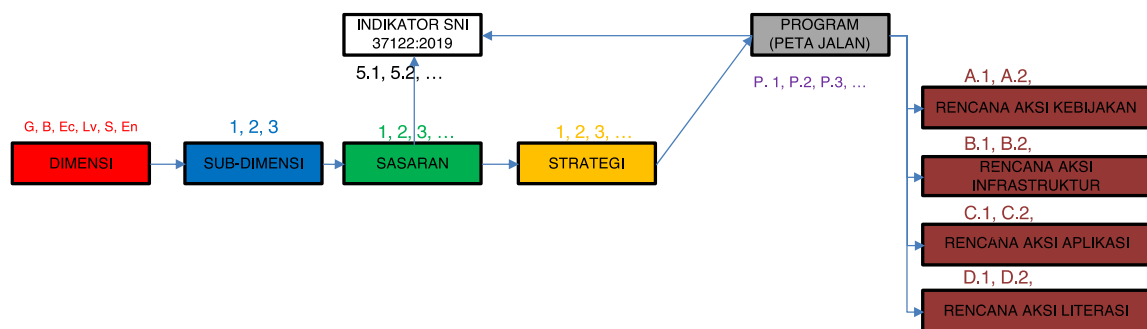 INDIKATOR SNI
37122:2019
5.1, 5.2, ...
PROGRAM
(PETA JALAN)
P. 1, P.2, P.3, ...
G, B, Ec, Lv, S, En
DIMENSI
1, 2, 3
SUB-DIMENSI
1, 2, 3, ...
SASARAN
1, 2, 3, ...
STRATEGI
A.1, A.2,
RENCANA AKSI KEBIJAKAN
B.1, B.2,
RENCANA AKSI
INFRASTRUKTUR
C.1, C.2,
RENCANA AKSI APLIKASI
D.1, D.2,
RENCANA AKSI LITERASI